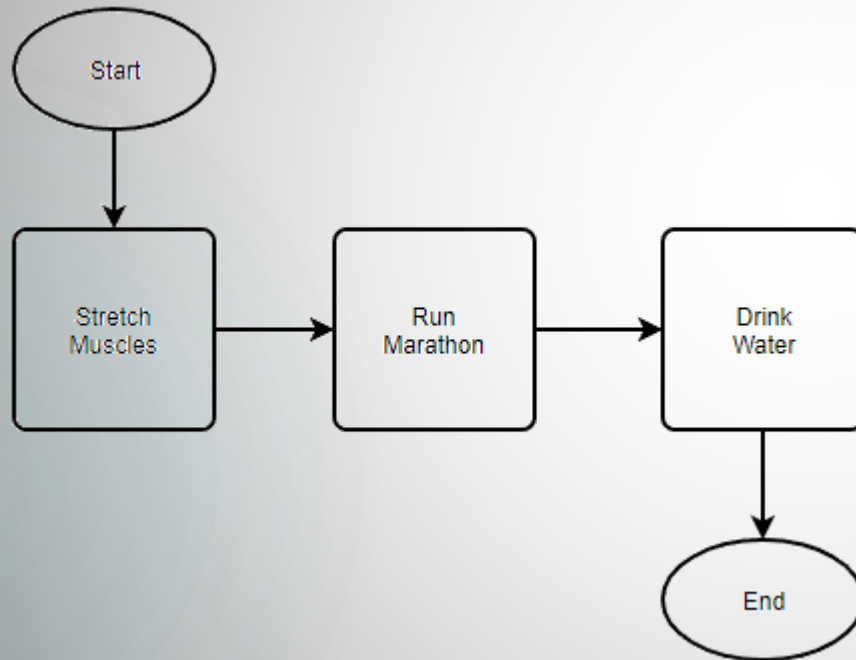 Start
Stretch
Muscles
Run
Marathon
Drink
Water
End